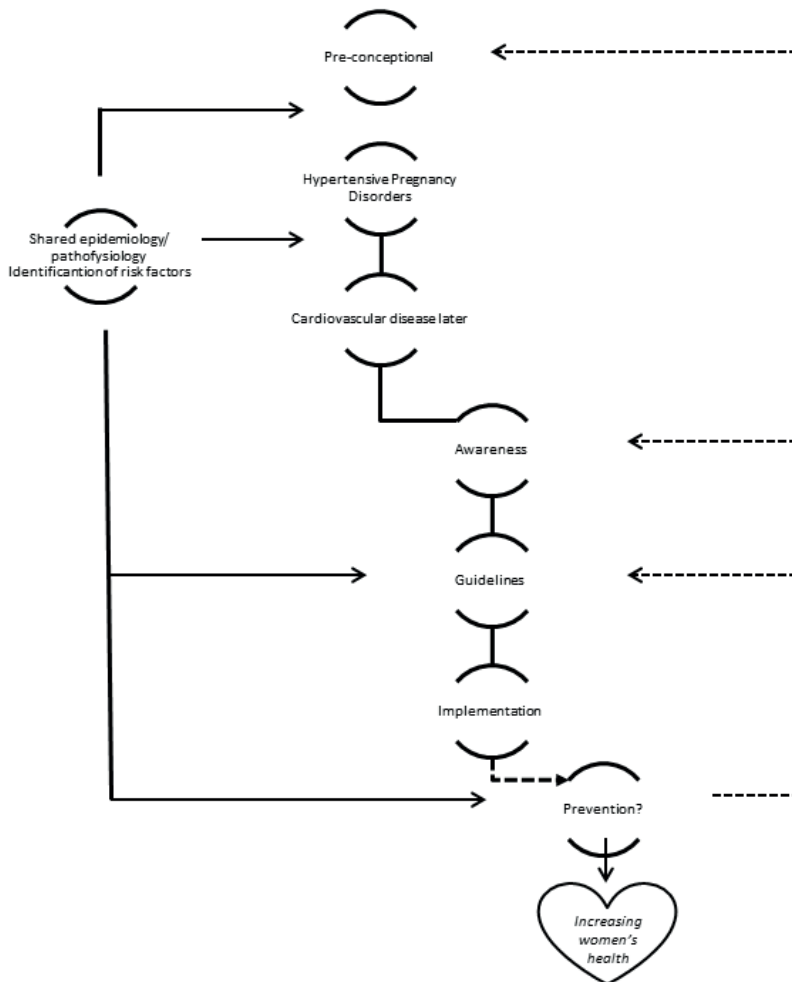 Pre-conceptional
Hypertensive Pregnancy
Disorders
Shared epidemiology/
pathofysiology
Identificantion of risk factors
Cardiovascular disease later
Awareness
Guidelines
Implementation
Prevention?
Increasing
women's
health